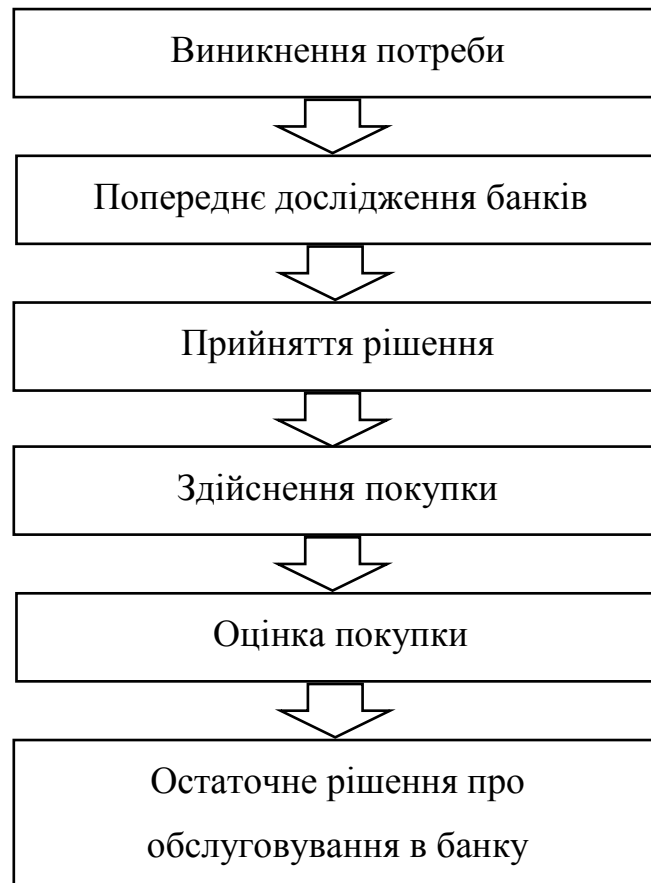 Виникнення потреби
Попереднє дослідження банків
Прийняття рішення
Здійснення покупки
Оцінка покупки
Остаточне рішення про
обслуговування в банку